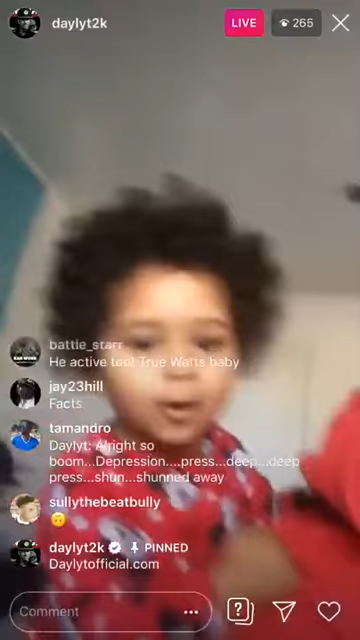 daylyt2k
LIVE
265
battle_starr
He active too! True Watts baby
jay23hill
Facts
tamandro
Daylyt: Alright so
boom...Depression....press...deep...deep
press...shun...shunned away
sullythebeatbully
🙃
daylyt2k PINNED
Daylytofficial.com
Comment